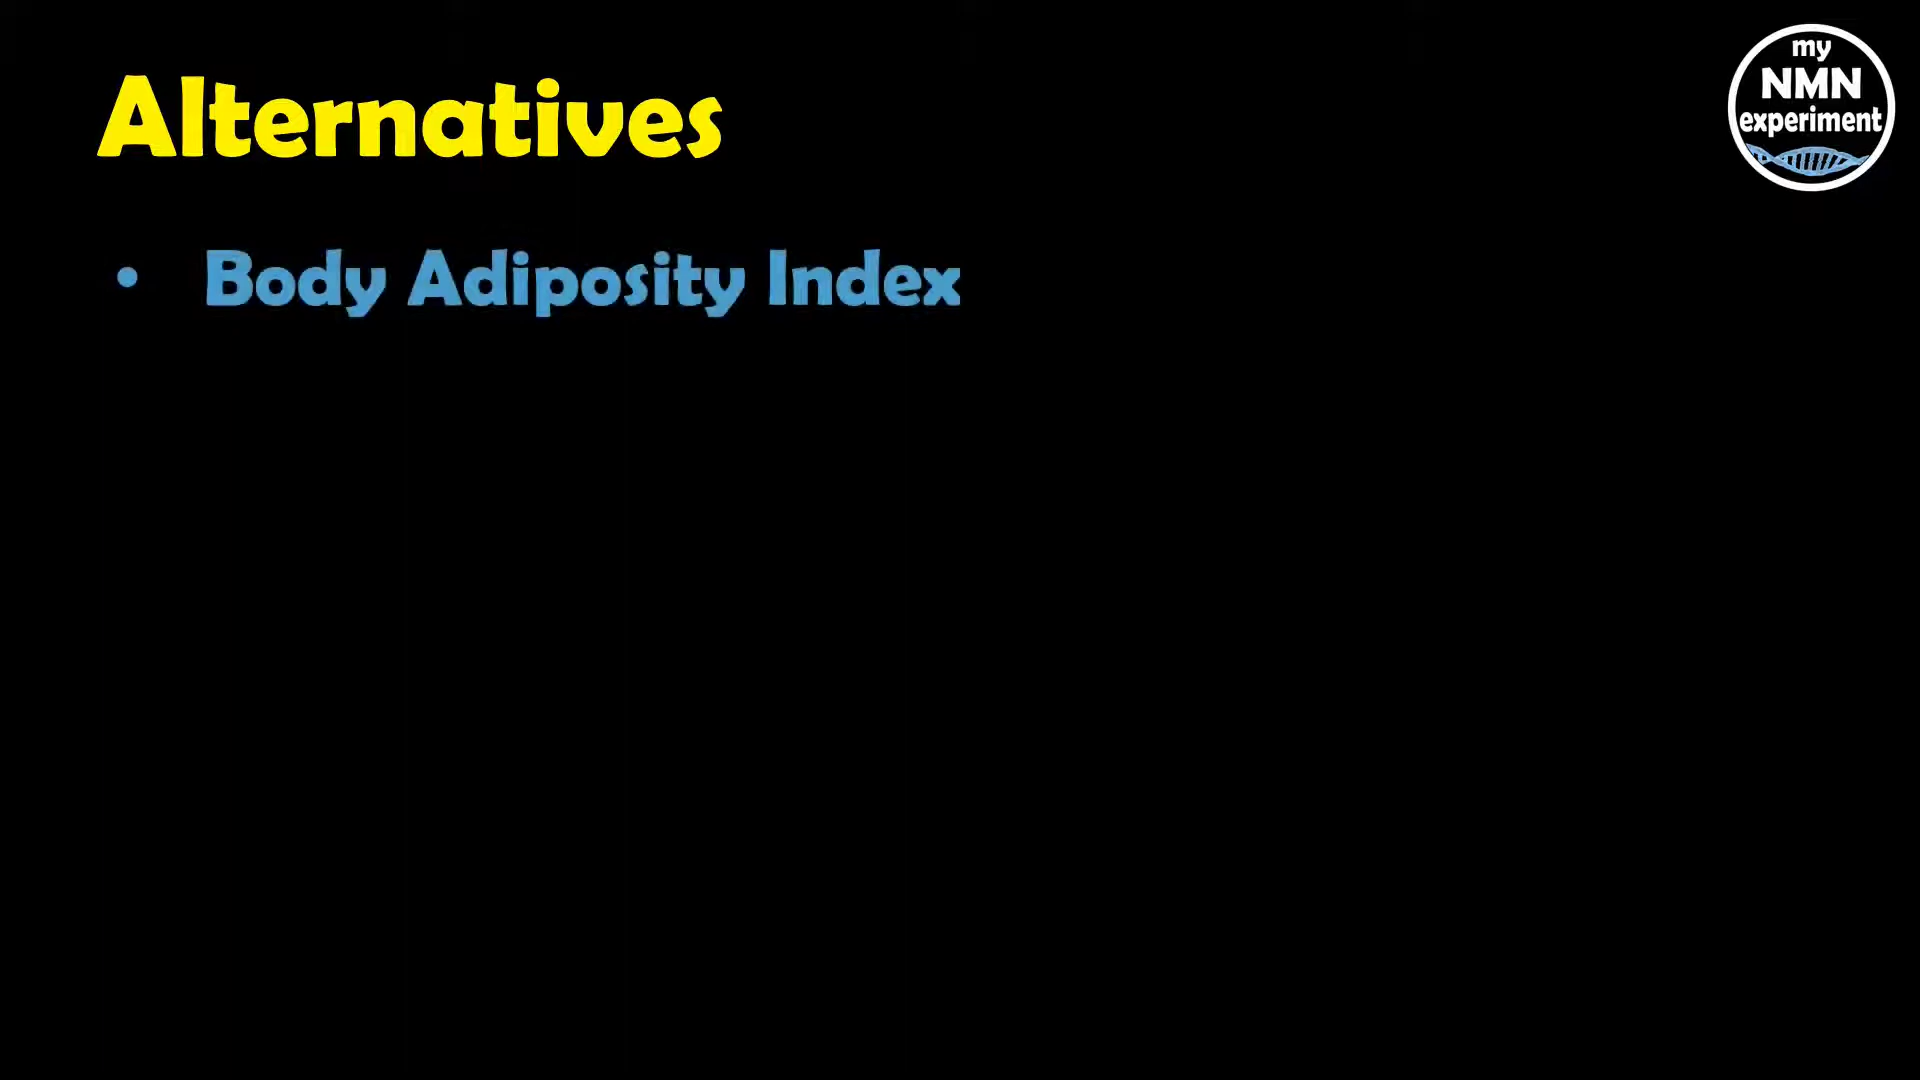 Alternatives
my
NMN
experiment
• Body Adiposity Index